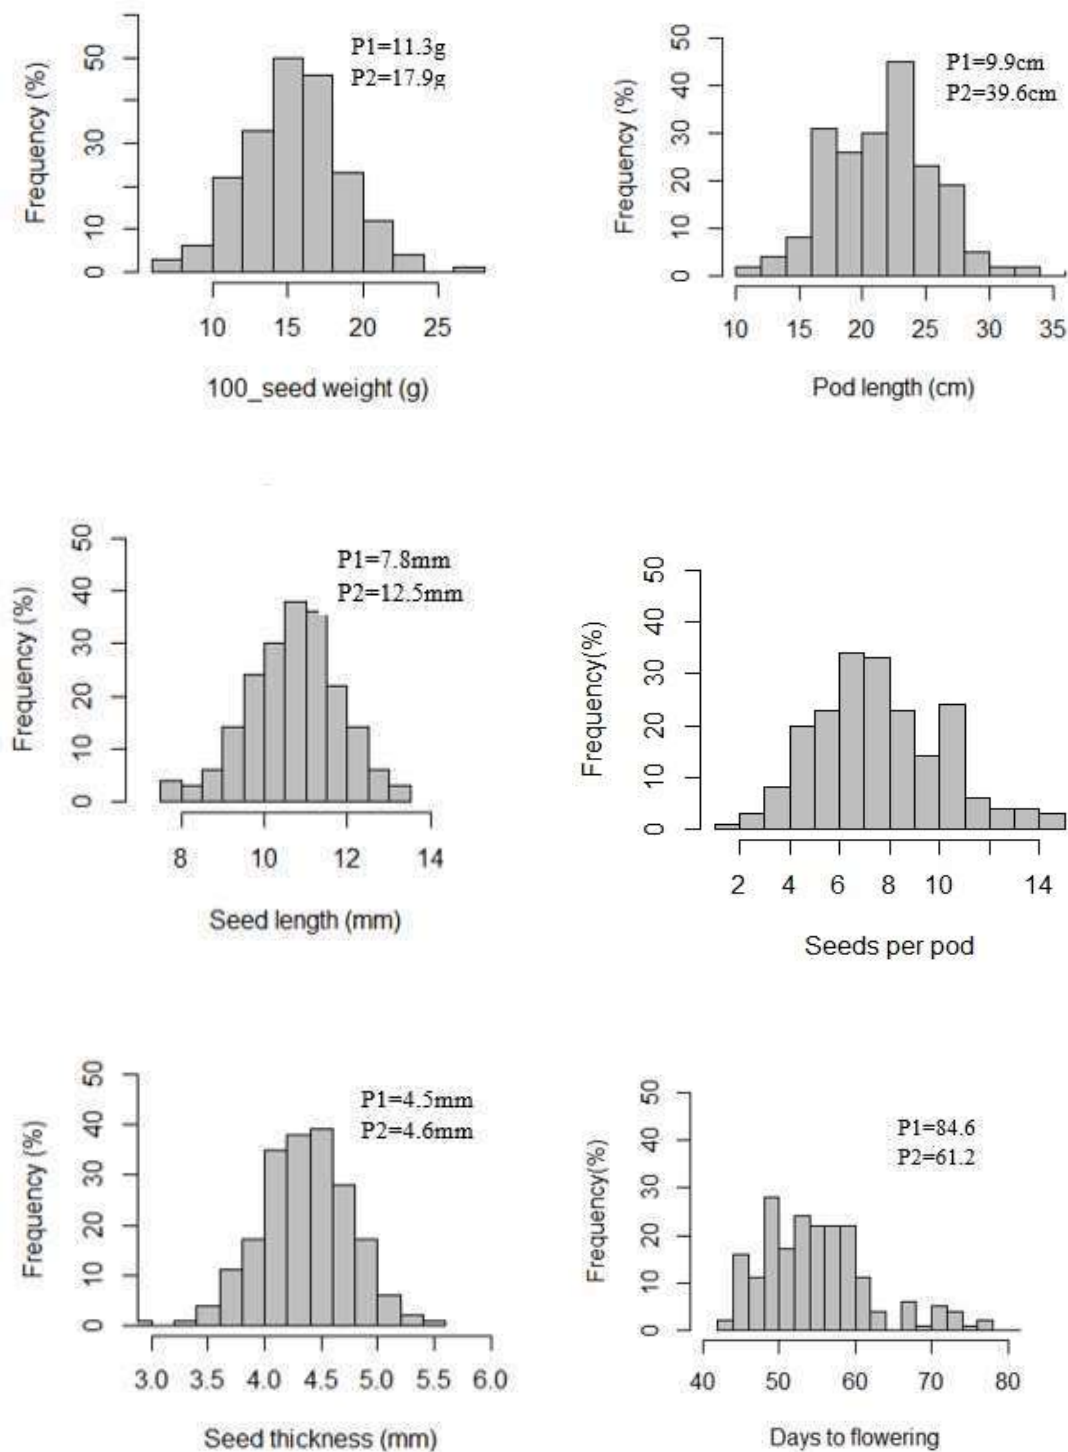 P1=11.3g
P2=17.9g
Frequency (%)
50
30
10
0
10 15 20 25
100_seed weight (g)
P1=9.9cm
P2=39.6cm
Frequency (%)
50
40
30
20
10
0
10 15 20 25 30 35
Pod length (cm)
P1=7.8mm
P2=12.5mm
Frequency (%)
50
40
30
20
10
0
8 10 12 14
Seed length (mm)
Frequency(%)
50
40
30
20
10
0
2 4 6 8 10 14
Seeds per pod
P1=4.5mm
P2=4.6mm
Frequency (%)
50
40
30
20
10
0
3.0 3.5 4.0 4.5 5.0 5.5 6.0
Seed thickness (mm)
P1=84.6
P2=61.2
Frequency(%)
50
40
30
20
10
0
40 50 60 70 80
Days to flowering